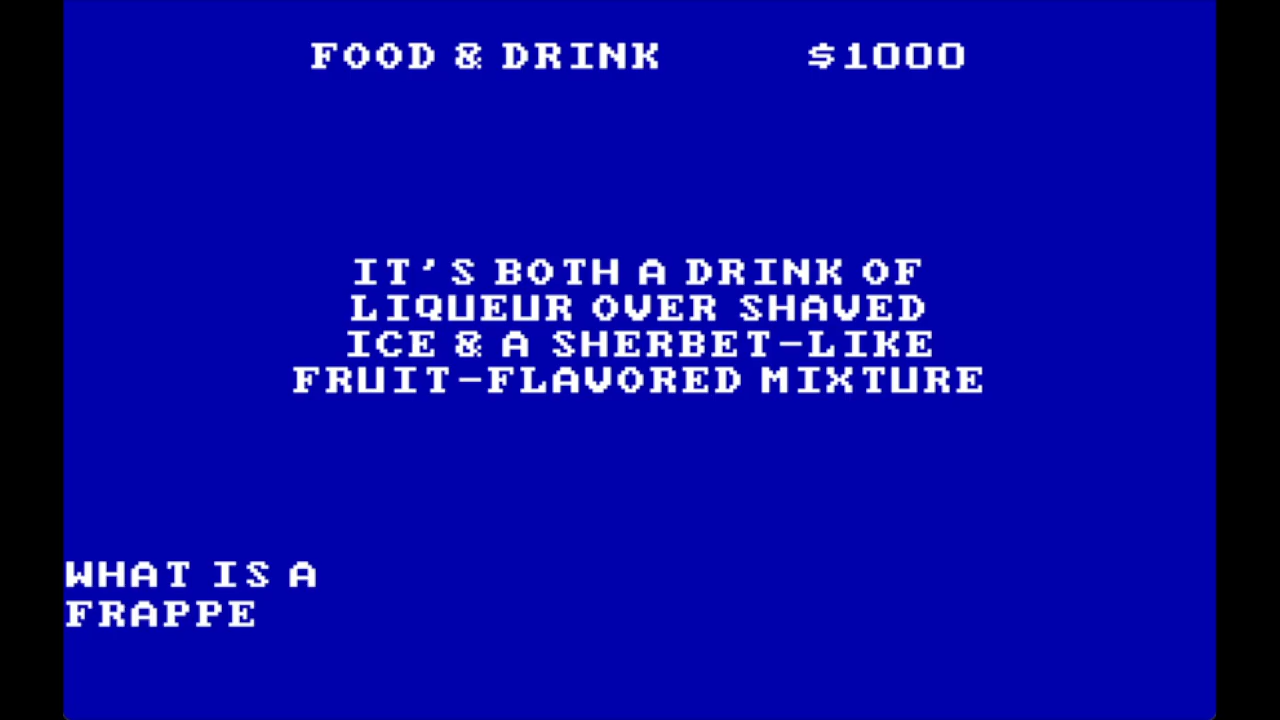 FOOD & DRINK $1000
IT'S BOTH A DRINK OF
LIQUEUR OVER SHAVED
ICE & A SHERBET-LIKE
FRUIT-FLAVORED MIXTURE
WHAT IS A
FRAPPE